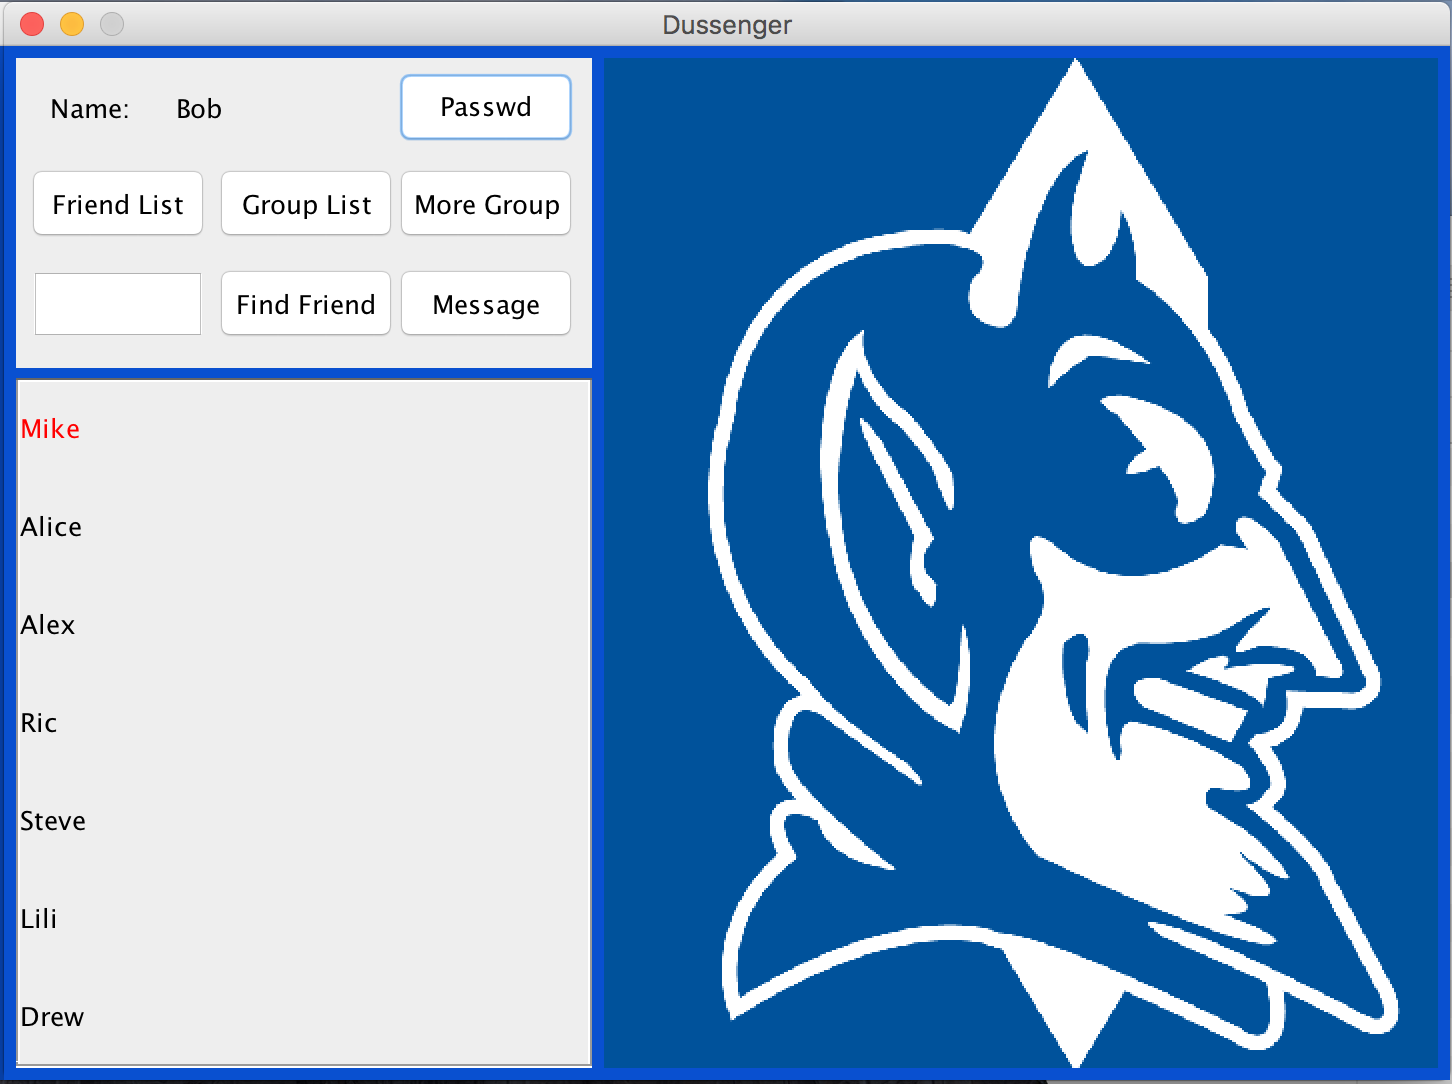 Dussenger
Name: Bob Passwd
Friend List Group List More Group
Find Friend Message
Mike
Alice
Alex
Ric
Steve
Lili
Drew